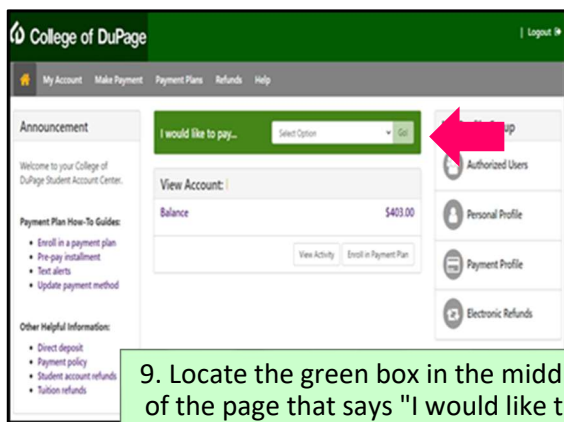 College of DuPage
| Logout
My Account Make Payment Payment Plans Refunds Help
Announcement
Welcome to your College of
DuPage Student Account Center.
Payment Plan How-To Guides:
• Enroll in a payment plan
• Pre-pay installment
• Text alerts
• Update payment method
Other Helpful Information:
• Direct deposit
• Payment policy
• Student account refunds
• Tuition refunds
I would like to pay...
Select Option
Go!
View Account:
Balance $403.00
View Activity Enroll in Payment Plan
Authorized Users
Personal Profile
Payment Profile
Electronic Refunds
9. Locate the green box in the midd
of the page that says "I would like t